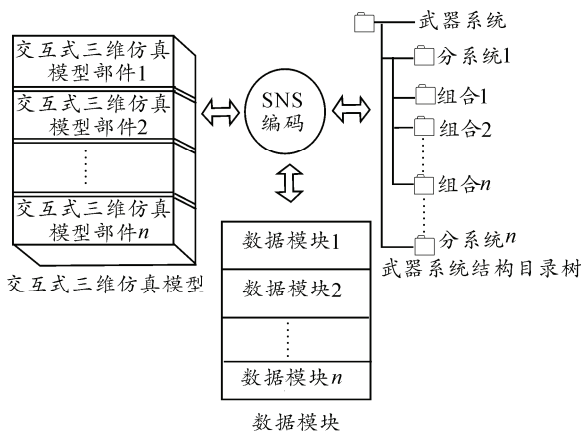 交互式三维仿真
模型部件1
交互式三维仿真
模型部件2
交互式三维仿真
模型部件n
交互式三维仿真模型
SNS
编码
数据模块1
数据模块2
数据模块n
数据模块
武器系统
分系统1
组合1
组合2
组合n
分系统n
武器系统结构目录树